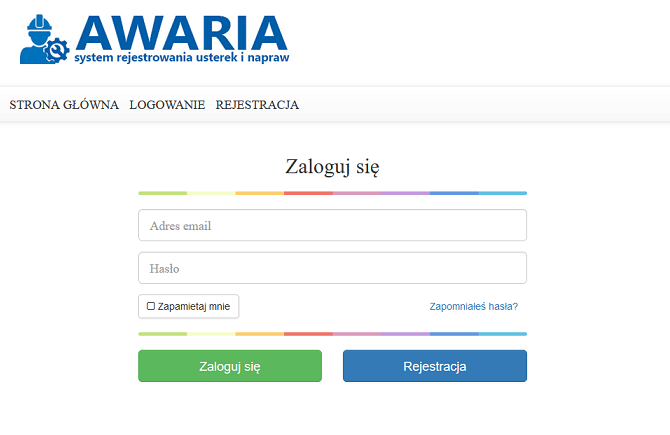 AWARIA
system rejestrowania usterek i napraw
STRONA GŁÓWNA LOGOWANIE REJESTRACJA
Zaloguj się
Adres email
Hasło
Zapamietaj mnie Zapomniałeś hasła?
Zaloguj się Rejestracja